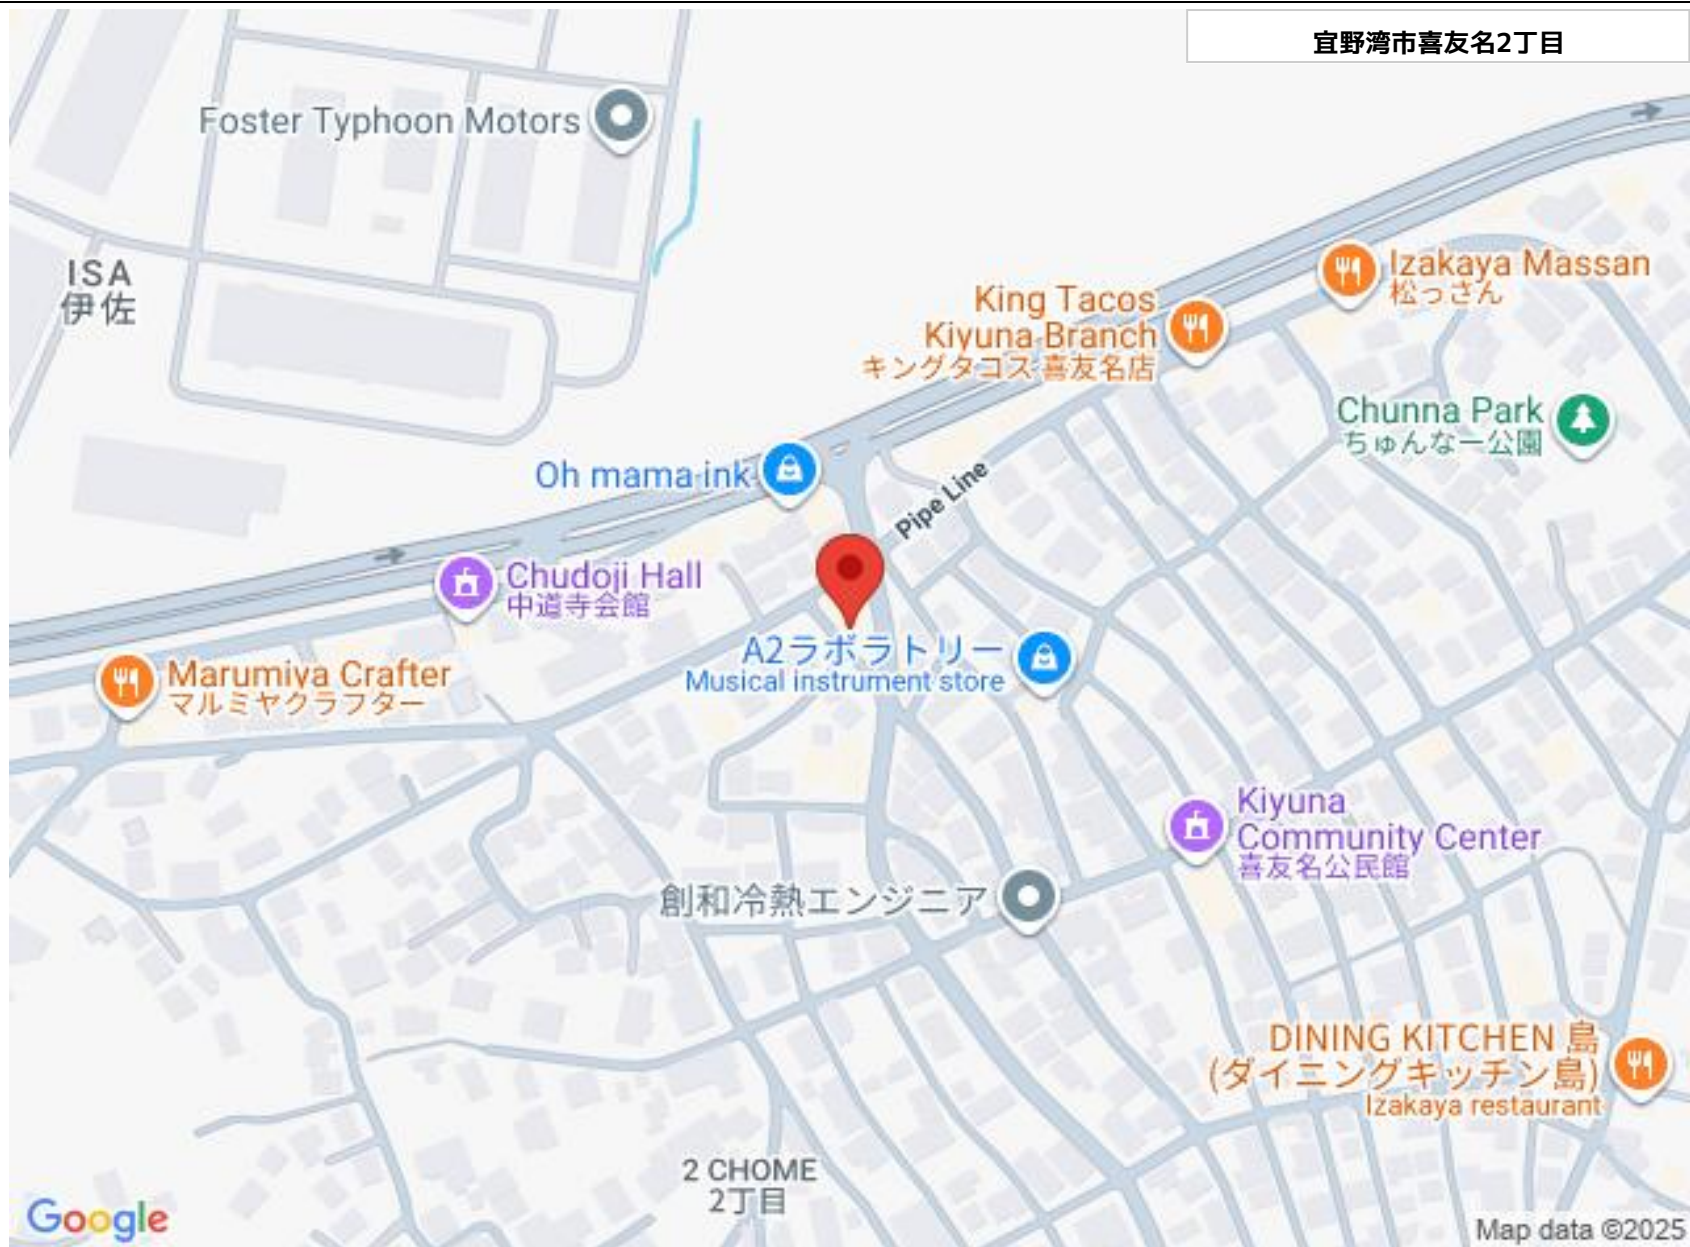 宜野湾市喜友名2丁目
Foster Typhoon Motors
ISA
伊佐
Izakaya Massan
松っさん
King Tacos
Kiyuna Branch
キングタコス 喜友名店
Chunna Park
ちゅんなー公園
Oh mama ink
Pipe Line
Chudoji Hall
中道寺会館
A2ラボラトリー
Musical instrument store
Marumiya Crafter
マルミヤクラフター
Kiyuna
Community Center
喜友名公民館
創和冷熱エンジニア
DINING KITCHEN 島
(ダイニングキッチン島)
Izakaya restaurant
2 CHOME
2丁目
Google
Map data ©2025